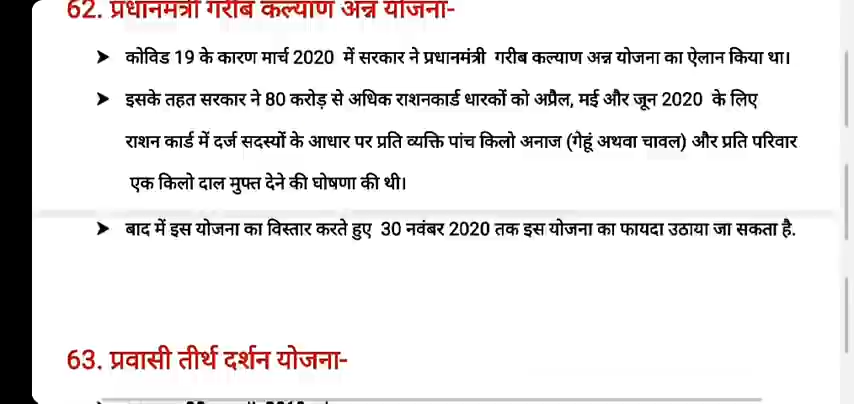 62. प्रधानमंत्री गरीब कल्याण अन्न योजना-
➤ कोविड 19 के कारण मार्च 2020 में सरकार ने प्रधानमंत्री गरीब कल्याण अन्न योजना का ऐलान किया था।
➤ इसके तहत सरकार ने 80 करोड़ से अधिक राशनकार्ड धारकों को अप्रैल, मई और जून 2020 के लिए
राशन कार्ड में दर्ज सदस्यों के आधार पर प्रति व्यक्ति पांच किलो अनाज (गेहूं अथवा चावल) और प्रति परिवार
एक किलो दाल मुफ्त देने की घोषणा की थी।
➤ बाद में इस योजना का विस्तार करते हुए 30 नवंबर 2020 तक इस योजना का फायदा उठाया जा सकता है.
63. प्रवासी तीर्थ दर्शन योजना-